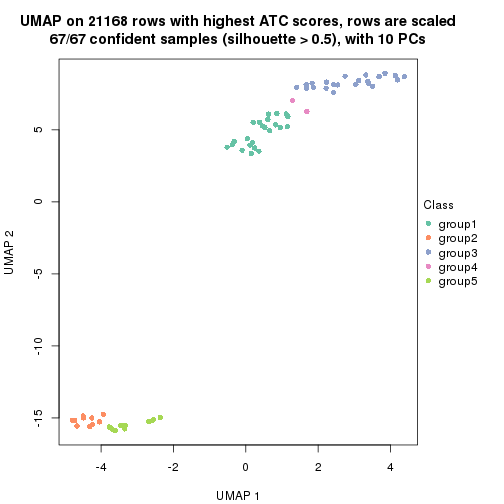 UMAP on 21168 rows with highest ATC scores, rows are scaled
67/67 confident samples (silhouette > 0.5), with 10 PCs
5
0
-5
-10
-15
UMAP 2
-4
-2
0
2
4
UMAP 1
Class
group1
group2
group3
group4
group5